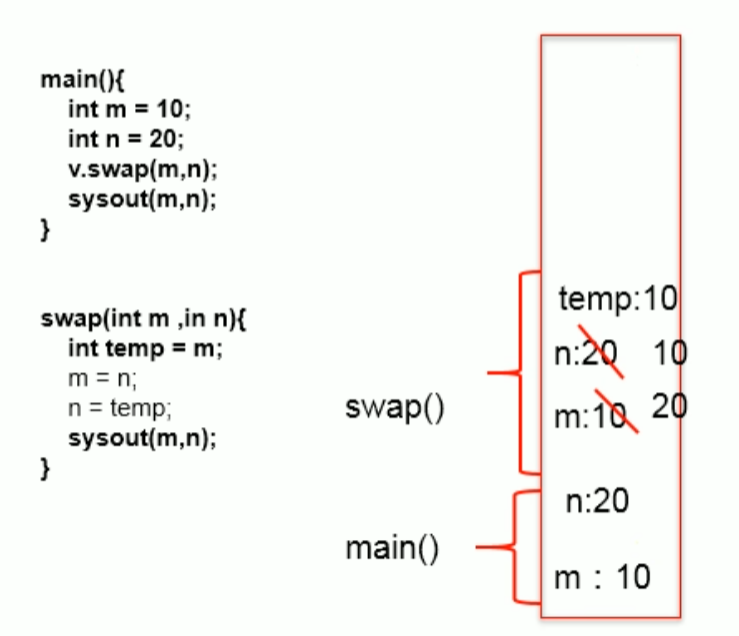 main(){
int m = 10;
int n = 20;
v.swap(m,n);
sysout(m,n);
}
swap(int m ,in n){
int temp = m;
m = n;
n = temp;
sysout(m,n);
}
swap()
main()
temp:10
n:20 10
m:10 20
n:20
m : 10